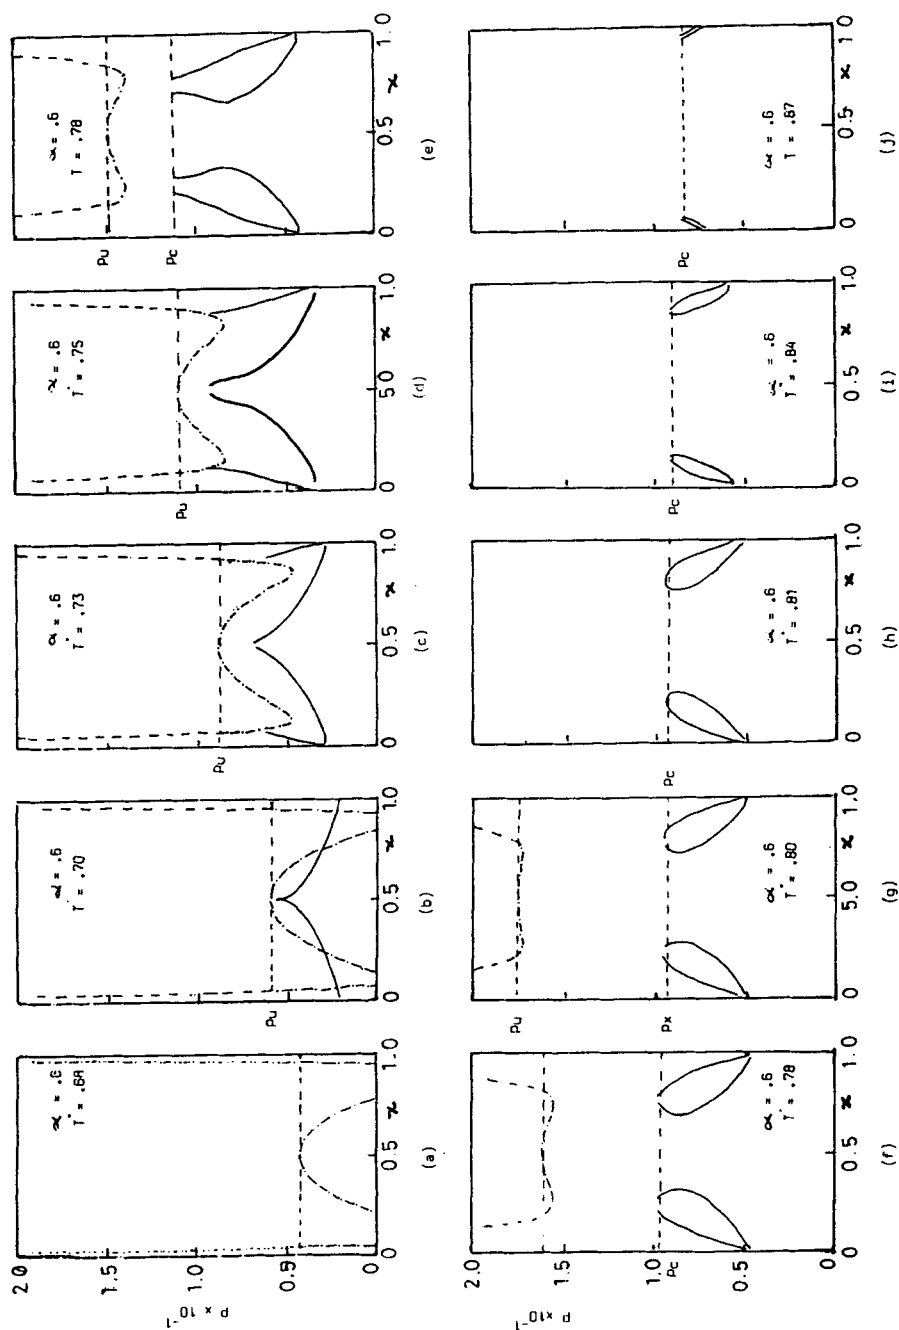 P x 10⁻¹
2.0
1.5
1.0
0.9
0
α = .6
T* = .68
0
0.5
1.0
x
(a)
Pu
α = .6
T* = .70
0
0.5
1.0
x
(b)
Pu
α = .6
T* = .73
0
0.5
1.0
x
(c)
Pu
α = .6
T* = .75
0
5.0
1.0
x
(d)
Pu
Pc
α = .6
T = .78
0
0.5
1.0
x
(e)
P x10⁻¹
2.0
1.5
1.0
Pc
0.5
0
α = .6
T* = .78
0
0.5
1.0
x
(f)
Pu
Px
α = .6
T* = .80
0
5.0
1.0
x
(g)
Pc
α = .6
T* = .81
0
0.5
1.0
x
(h)
Pc
α = .6
T* = .84
0
0.5
1.0
x
(i)
Pc
α = .6
T = .87
0
0.5
1.0
x
(j)